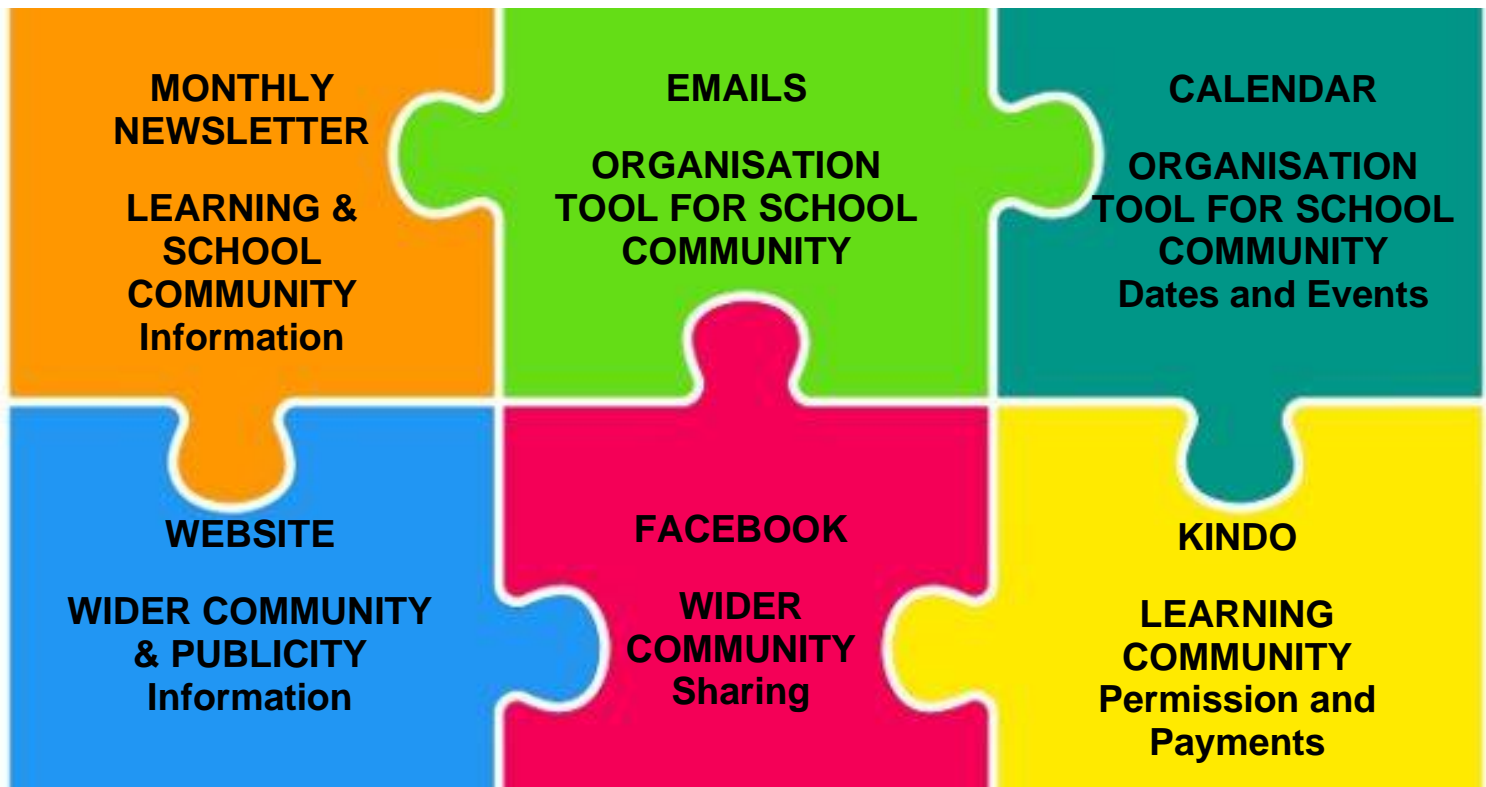 MONTHLY
NEWSLETTER
LEARNING &
SCHOOL
COMMUNITY
Information
EMAILS
ORGANISATION
TOOL FOR SCHOOL
COMMUNITY
CALENDAR
ORGANISATION
TOOL FOR SCHOOL
COMMUNITY
Dates and Events
WEBSITE
WIDER COMMUNITY
& PUBLICITY
Information
FACEBOOK
WIDER
COMMUNITY
Sharing
KINDO
LEARNING
COMMUNITY
Permission and
Payments